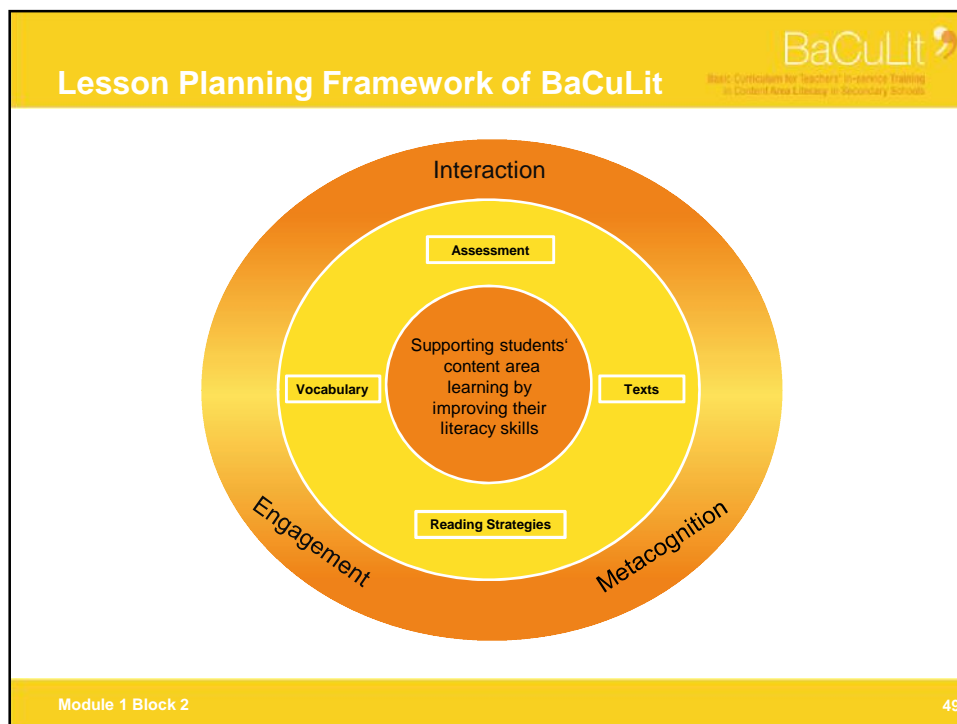 BaCuLit
Basic Curriculum for Teachers' In-service Training
in Content Area Literacy in Secondary Schools
Lesson Planning Framework of BaCuLit
Interaction
Assessment
Supporting students‘
content area
learning by
improving their
literacy skills
Vocabulary
Texts
Reading Strategies
Engagement
Metacognition
Module 1 Block 2
49